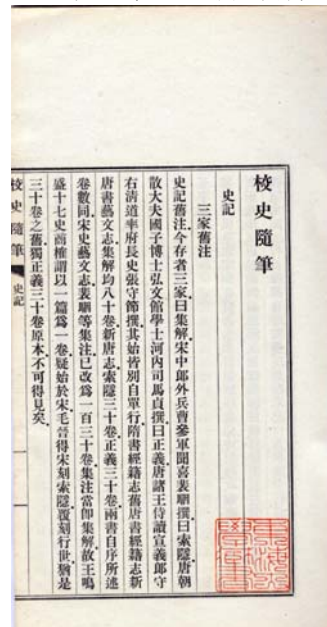 校史隨筆
史記
三家舊注
史記舊注今存者三家曰集解宋中郎外兵曹參軍聞喜裴駰撰曰索隱唐朝
散大夫國子博士弘文館學士河內司馬貞撰曰正義唐諸王侍讀宣義郎守
右清道率府長史張守節撰其始皆別自單行隋書經籍志舊唐書經籍志新
唐書藝文志集解均八十卷新唐志索隱三十卷正義三十卷兩書自序所述
卷數同宋史藝文志裴駰等集注已改爲一百三十卷集注當即集解故王鳴
盛十七史商榷謂以一篇爲一卷疑始於宋毛晉得宋刻索隱覆刻行世猶是
三十卷之舊獨正義三十卷原本不可得見矣
校史隨筆 史記